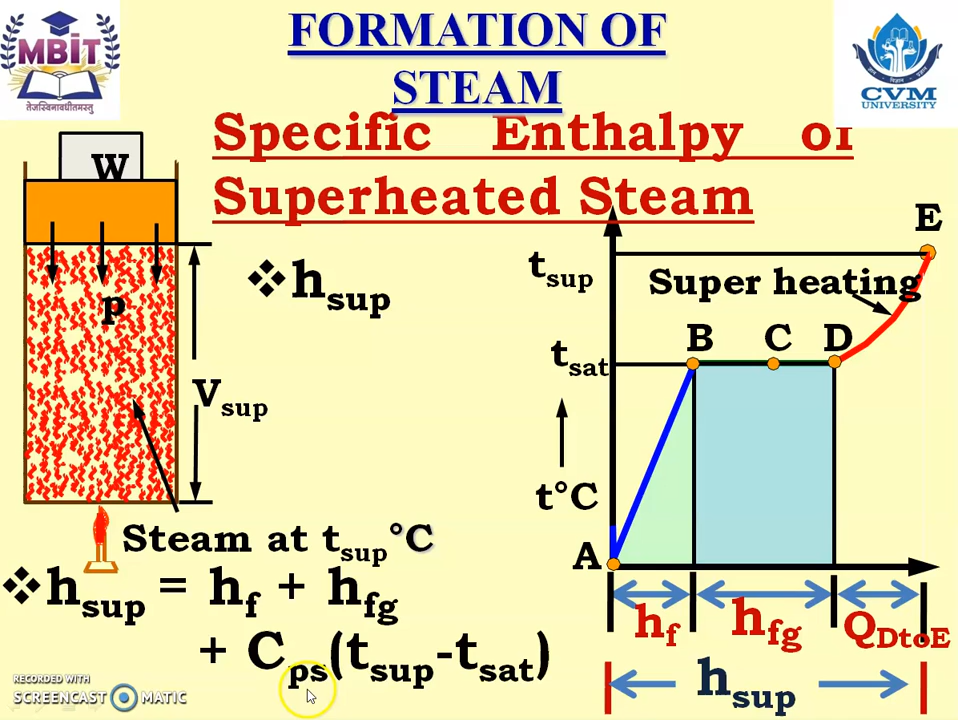 FORMATION OF
STEAM
MBiT
तेजस्विनावधीतमस्तु
CVM
UNIVERSITY
Specific Enthalpy of
Superheated Steam
W
p
Vsup
❖hsup
Steam at tsup°C
❖hsup = hf + hfg
+ Cps(tsup-tsat)
E
tsup
Super heating
B C D
tsat
t°C
A
hf hfg QDtoE
hsup
RECORDED WITH
SCREENCAST MATIC